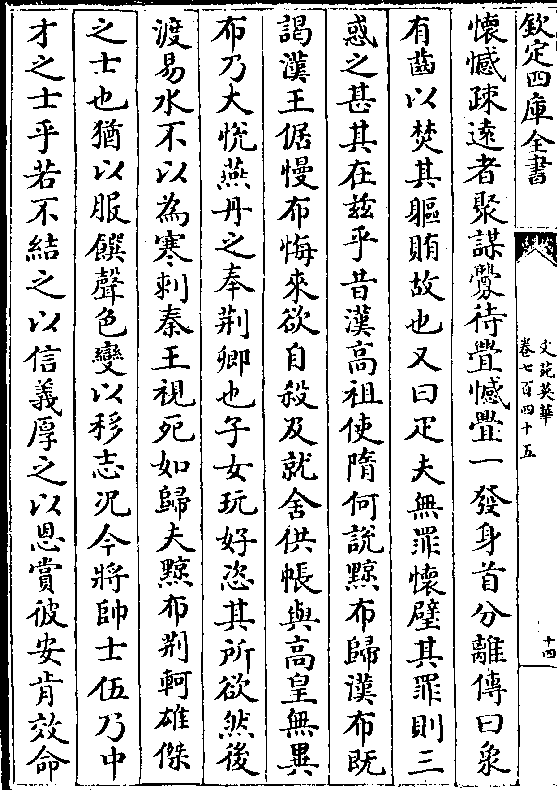 欽定四庫全書
文苑英華
卷七百四十五
十四
懷憾疎遠者聚謀釁待疊憾疊一發身首分離傳曰象
有齒以焚其軀賄故也又曰疋夫無罪懷璧其罪則三
惑之甚其在兹乎昔漢高祖使隋何說黥布歸漢布既
謁漢王倨慢布悔來欲自殺及就舍供帳與高皇無異
布乃大悅燕丹之奉荆卿也子女玩好恣其所欲然後
渡易水不以為寒刺秦王視死如歸夫黥布荆軻雄傑
之士也猶以服饌聲色變以移志况今將帥士伍乃中
才之士乎若不結之以信義厚之以恩賞彼安肯效命